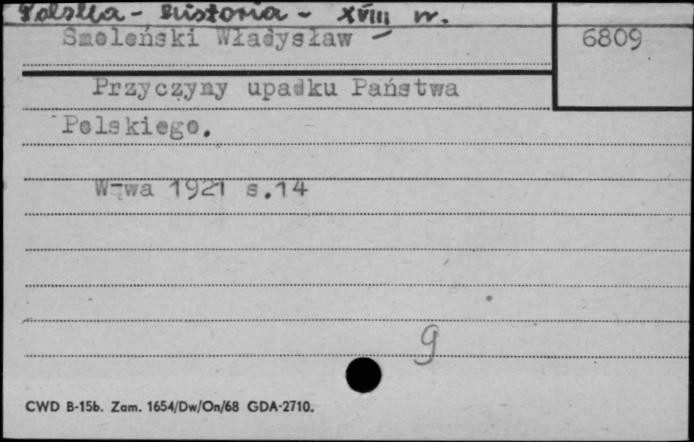 Polska - historia - XVIII w.
Smoleński Władysław - 6809
Przyczyny upadku Państwa
Polskiego.
W-wa 1921 s.14
g
CWD B-15b. Zam. 1654/Dw/On/68 GDA-2710.